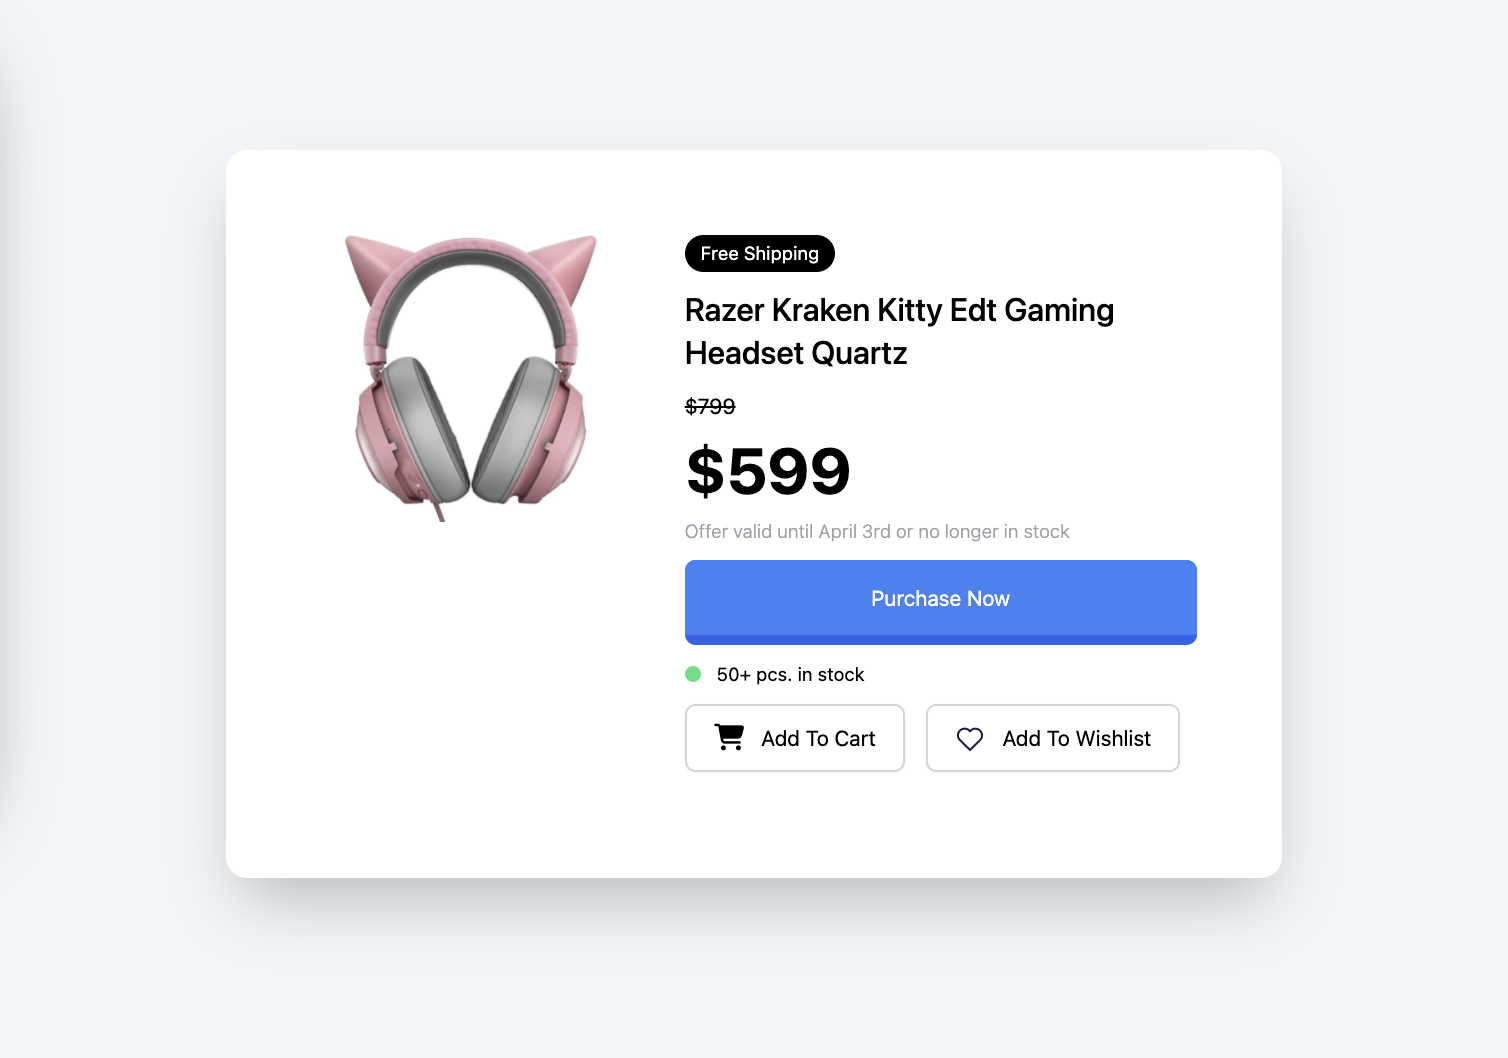 Free Shipping
Razer Kraken Kitty Edt Gaming
Headset Quartz
$799
$599
Offer valid until April 3rd or no longer in stock
Purchase Now
50+ pcs. in stock
Add To Cart
Add To Wishlist